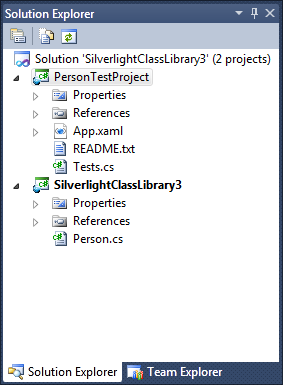 Solution Explorer
Solution 'SilverlightClassLibrary3' (2 projects)
PersonTestProject
Properties
References
App.xaml
README.txt
Tests.cs
SilverlightClassLibrary3
Properties
References
Person.cs
Solution Explorer Team Explorer